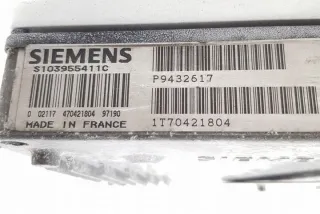 SIEMENS
S103955411C
P9432617
0 02117 470421804 97190
MADE IN FRANCE
1T70421804